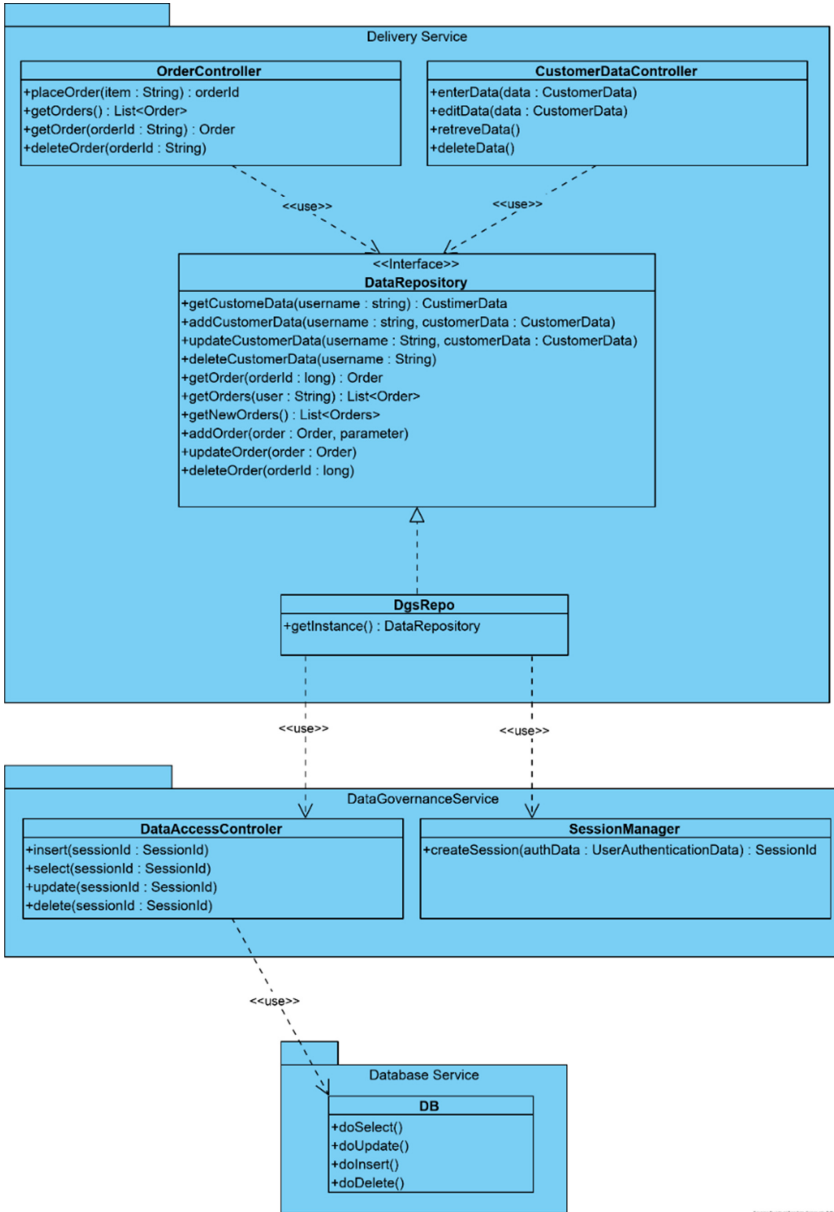 Delivery Service
OrderController
+placeOrder(item : String) : orderId
+getOrders() : List<Order>
+getOrder(orderId : String) : Order
+deleteOrder(orderId : String)
CustomerDataController
+enterData(data : CustomerData)
+editData(data : CustomerData)
+retreveData()
+deleteData()
<<use>>
<<use>>
<<Interface>>
DataRepository
+getCustomeData(username : string) : CustimerData
+addCustomerData(username : string, customerData : CustomerData)
+updateCustomerData(username : String, customerData : CustomerData)
+deleteCustomerData(username : String)
+getOrder(orderId : long) : Order
+getOrders(user : String) : List<Order>
+getNewOrders() : List<Orders>
+addOrder(order : Order, parameter)
+updateOrder(order : Order)
+deleteOrder(orderId : long)
DgsRepo
+getInstance() : DataRepository
<<use>>
<<use>>
DataGovernanceService
DataAccessControler
+insert(sessionId : SessionId)
+select(sessionId : SessionId)
+update(sessionId : SessionId)
+delete(sessionId : SessionId)
SessionManager
+createSession(authData : UserAuthenticationData) : SessionId
<<use>>
Database Service
DB
+doSelect()
+doUpdate()
+doInsert()
+doDelete()